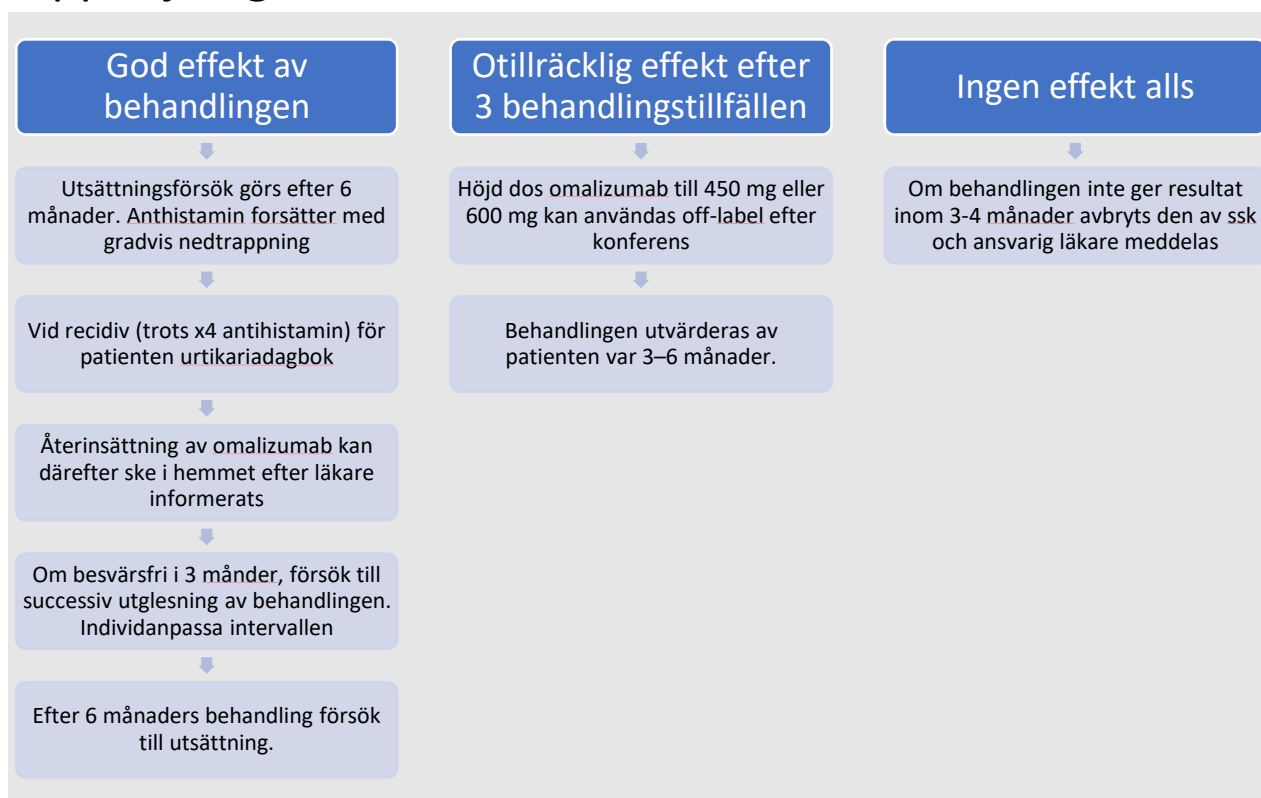 God effekt av
behandlingen
Utsättningsförsök görs efter 6
månader. Anthistamin forsätter med
gradvis nedtrappning
Vid recidiv (trots x4 antihistamin) för
patienten urtikariadagbok
Återinsättning av omalizumab kan
därefter ske i hemmet efter läkare
informerats
Om besvärsfri i 3 månder, försök till
successiv utglesning av behandlingen.
Individanpassa intervallen
Efter 6 månaders behandling försök
till utsättning.
Otillräcklig effekt efter
3 behandlingstillfällen
Höjd dos omalizumab till 450 mg eller
600 mg kan användas off-label efter
konferens
Behandlingen utvärderas av
patienten var 3–6 månader.
Ingen effekt alls
Om behandlingen inte ger resultat
inom 3-4 månader avbryts den av ssk
och ansvarig läkare meddelas